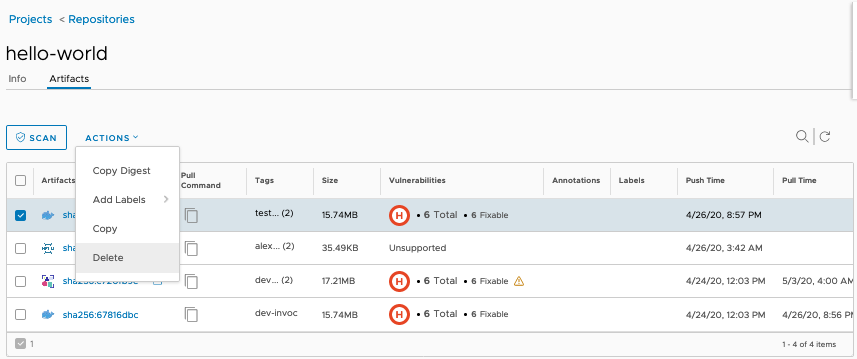 Projects < Repositories
hello-world
Info Artifacts
SCAN ACTIONS
Copy Digest
Add Labels
Copy
Delete
Artifacts Pull Command Tags Size Vulnerabilities Annotations Labels Push Time Pull Time
sha test... (2) 15.74MB H • 6 Total • 6 Fixable 4/26/20, 8:57 PM
sha alex... (2) 35.49KB Unsupported 4/26/20, 3:42 AM
dev... (2) 17.21MB H • 6 Total • 6 Fixable 4/24/20, 12:03 PM 5/3/20, 4:00 AM
sha256:67816dbc dev-invoc 15.74MB H • 6 Total • 6 Fixable 4/24/20, 12:03 PM 4/26/20, 8:56 P
1 1 - 4 of 4 items